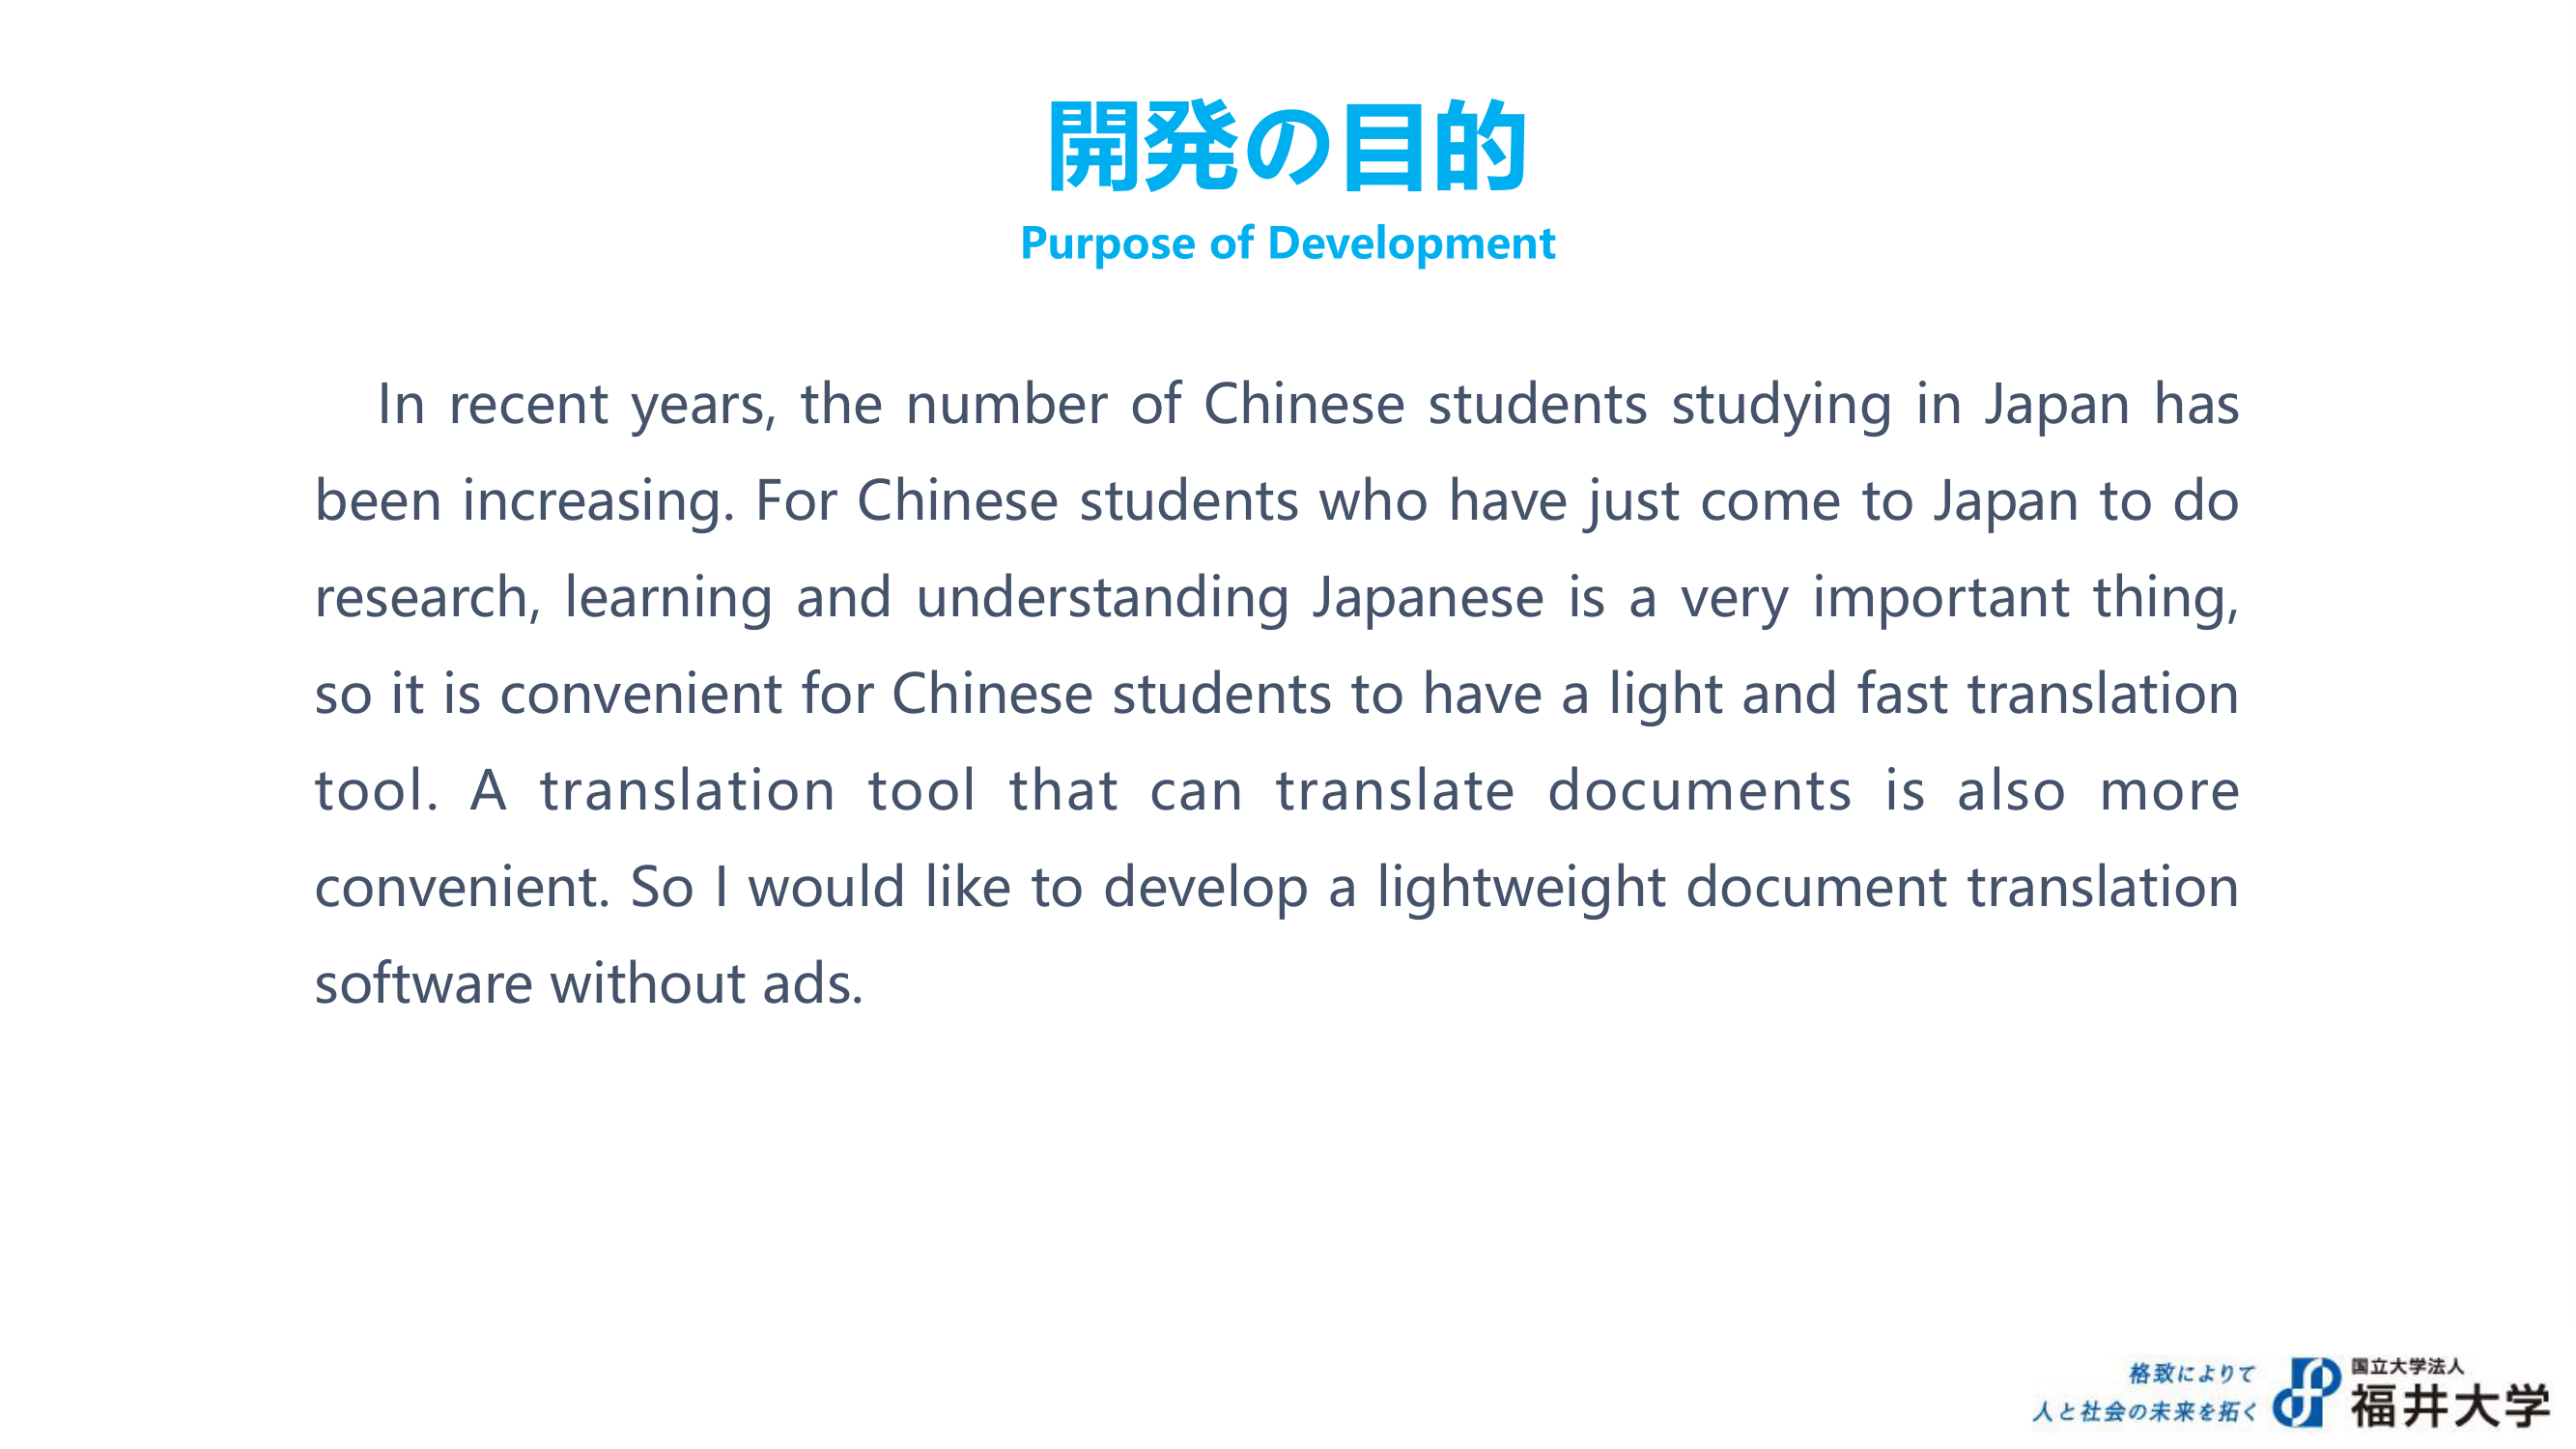 開発の目的
Purpose of Development
In recent years, the number of Chinese students studying in Japan has
been increasing. For Chinese students who have just come to Japan to do
research, learning and understanding Japanese is a very important thing,
so it is convenient for Chinese students to have a light and fast translation
tool. A translation tool that can translate documents is also more
convenient. So I would like to develop a lightweight document translation
software without ads.
格致によりて
人と社会の未来を拓く
国立大学法人
福井大学